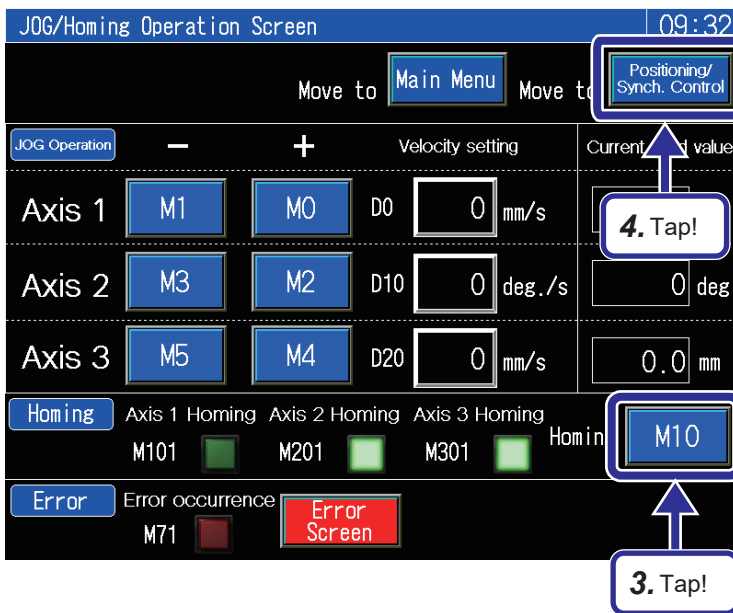 JOG/Homing Operation Screen 09:32
Move to Main Menu Move to Positioning/
Synch. Control
JOG Operation − + Velocity setting Current value
4. Tap!
Axis 1 M1 M0 D0 0 mm/s
Axis 2 M3 M2 D10 0 deg./s 0 deg
Axis 3 M5 M4 D20 0 mm/s 0.0 mm
Homing Axis 1 Homing Axis 2 Homing Axis 3 Homing
M101 M201 M301 Homin M10
Error Error occurrence Error
Screen
M71
3. Tap!